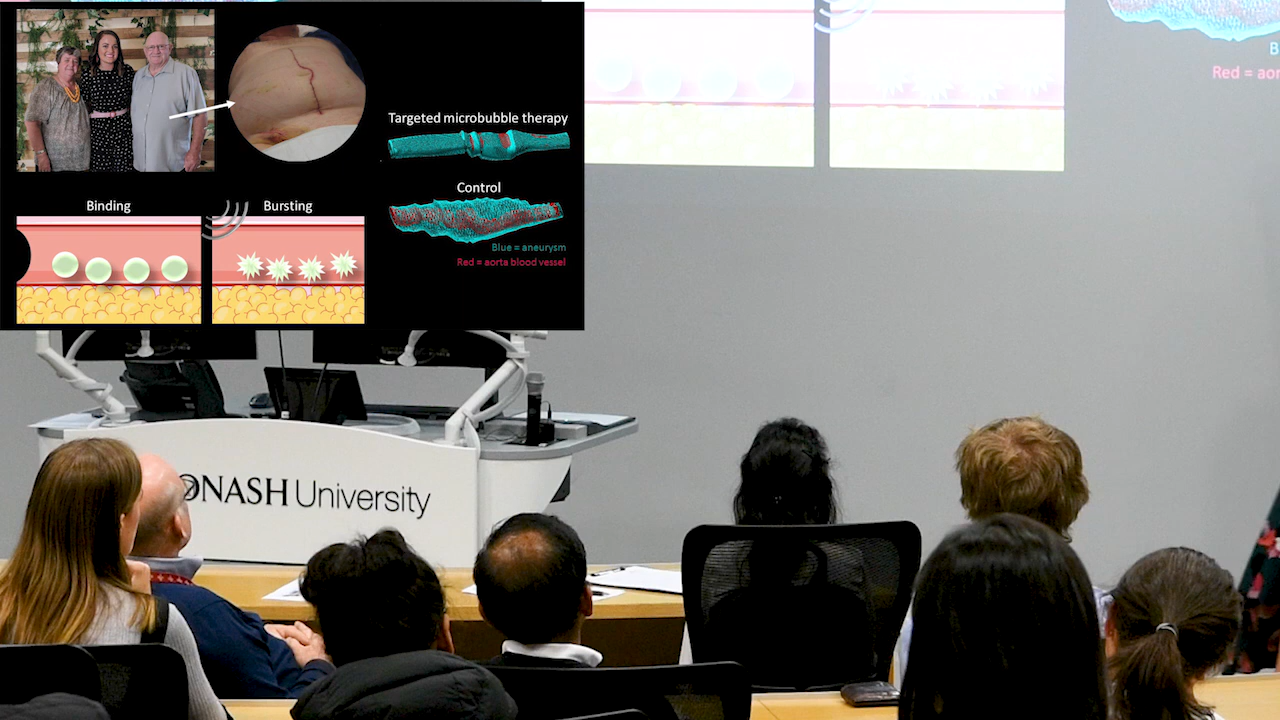 Targeted microbubble therapy
Control
Blue = aneurysm
Red = aorta blood vessel
Binding
Bursting
B
Red = aor
ONASH University